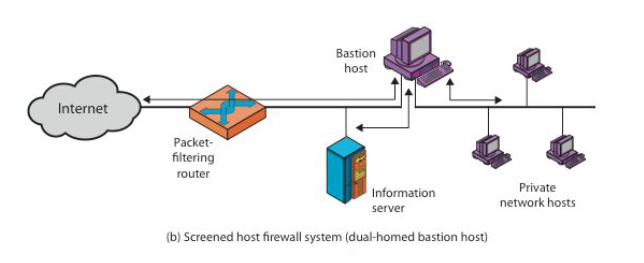 Bastion
host
Internet
Packet-
filtering
router
Information
server
Private
network hosts
(b) Screened host firewall system (dual-homed bastion host)